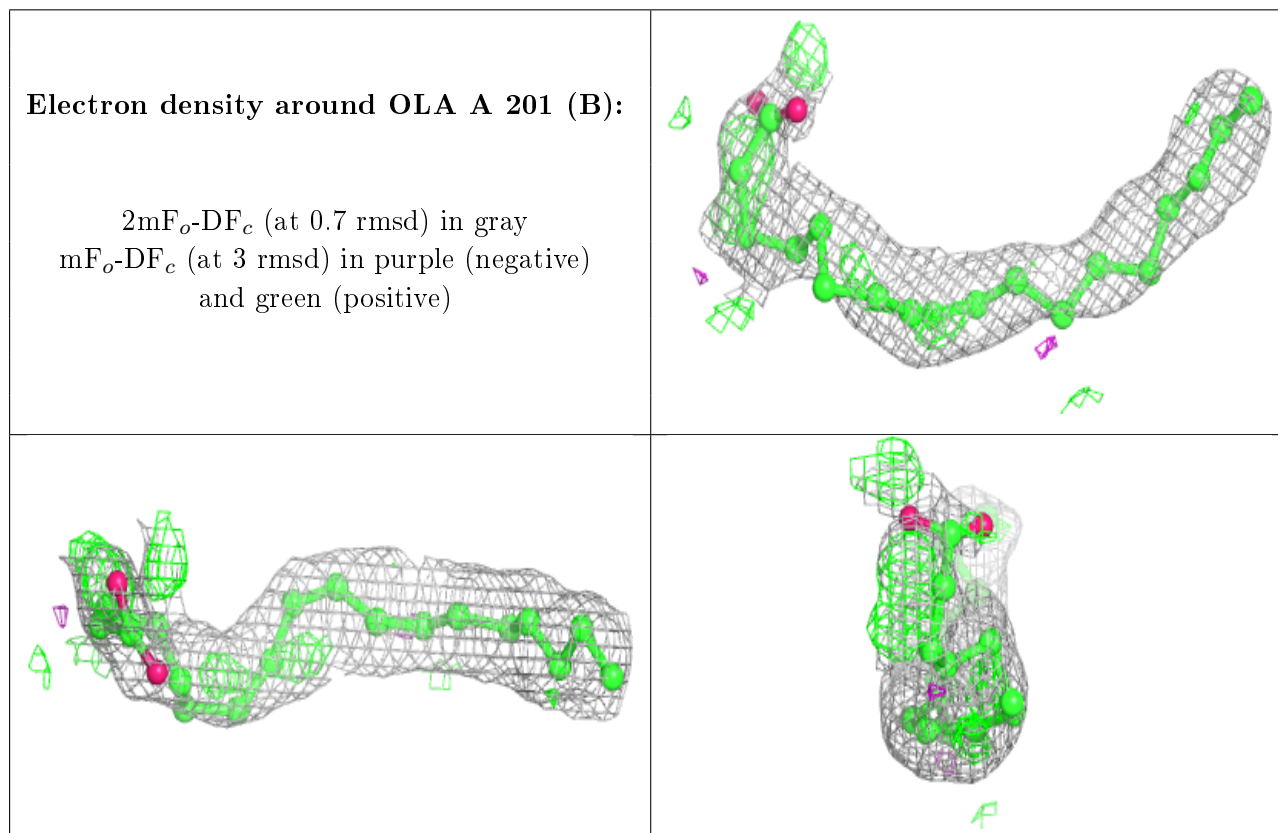 Electron density around OLA A 201 (B):
2mFₒ-DF𝑐 (at 0.7 rmsd) in gray
mFₒ-DF𝑐 (at 3 rmsd) in purple (negative)
and green (positive)